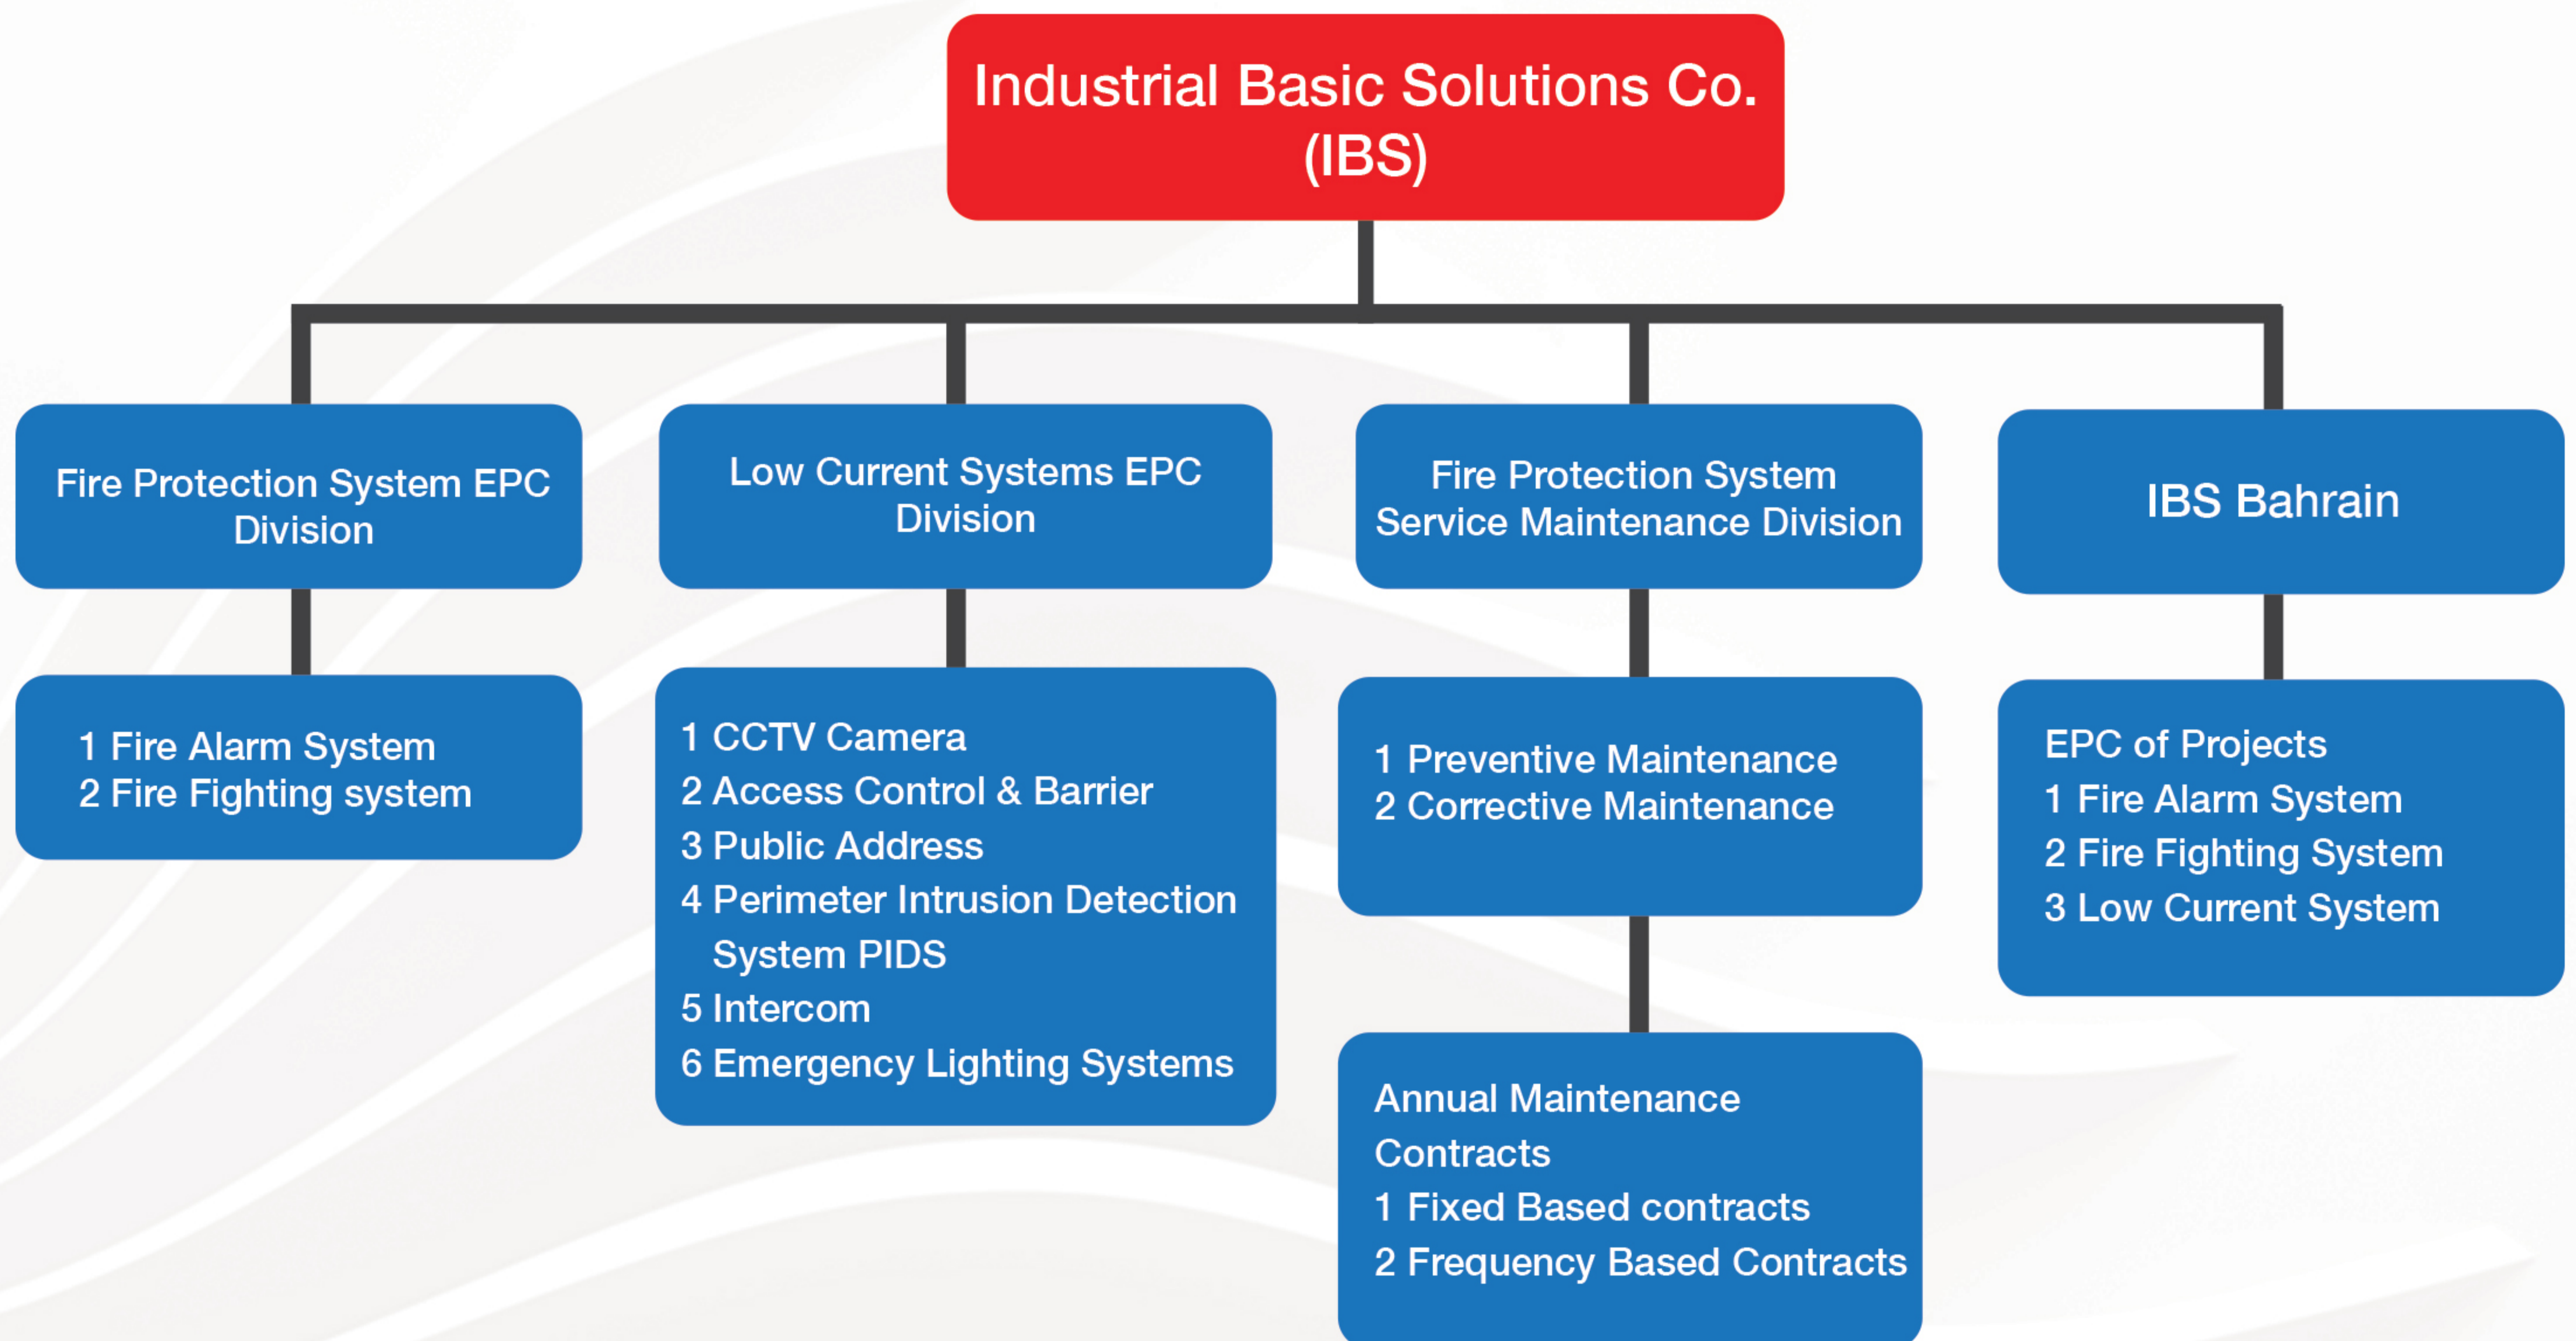 Industrial Basic Solutions Co.
(IBS)
Fire Protection System EPC
Division
Low Current Systems EPC
Division
Fire Protection System
Service Maintenance Division
IBS Bahrain
1 Fire Alarm System
2 Fire Fighting system
1 CCTV Camera
2 Access Control & Barrier
3 Public Address
4 Perimeter Intrusion Detection
System PIDS
5 Intercom
6 Emergency Lighting Systems
1 Preventive Maintenance
2 Corrective Maintenance
EPC of Projects
1 Fire Alarm System
2 Fire Fighting System
3 Low Current System
Annual Maintenance
Contracts
1 Fixed Based contracts
2 Frequency Based Contracts